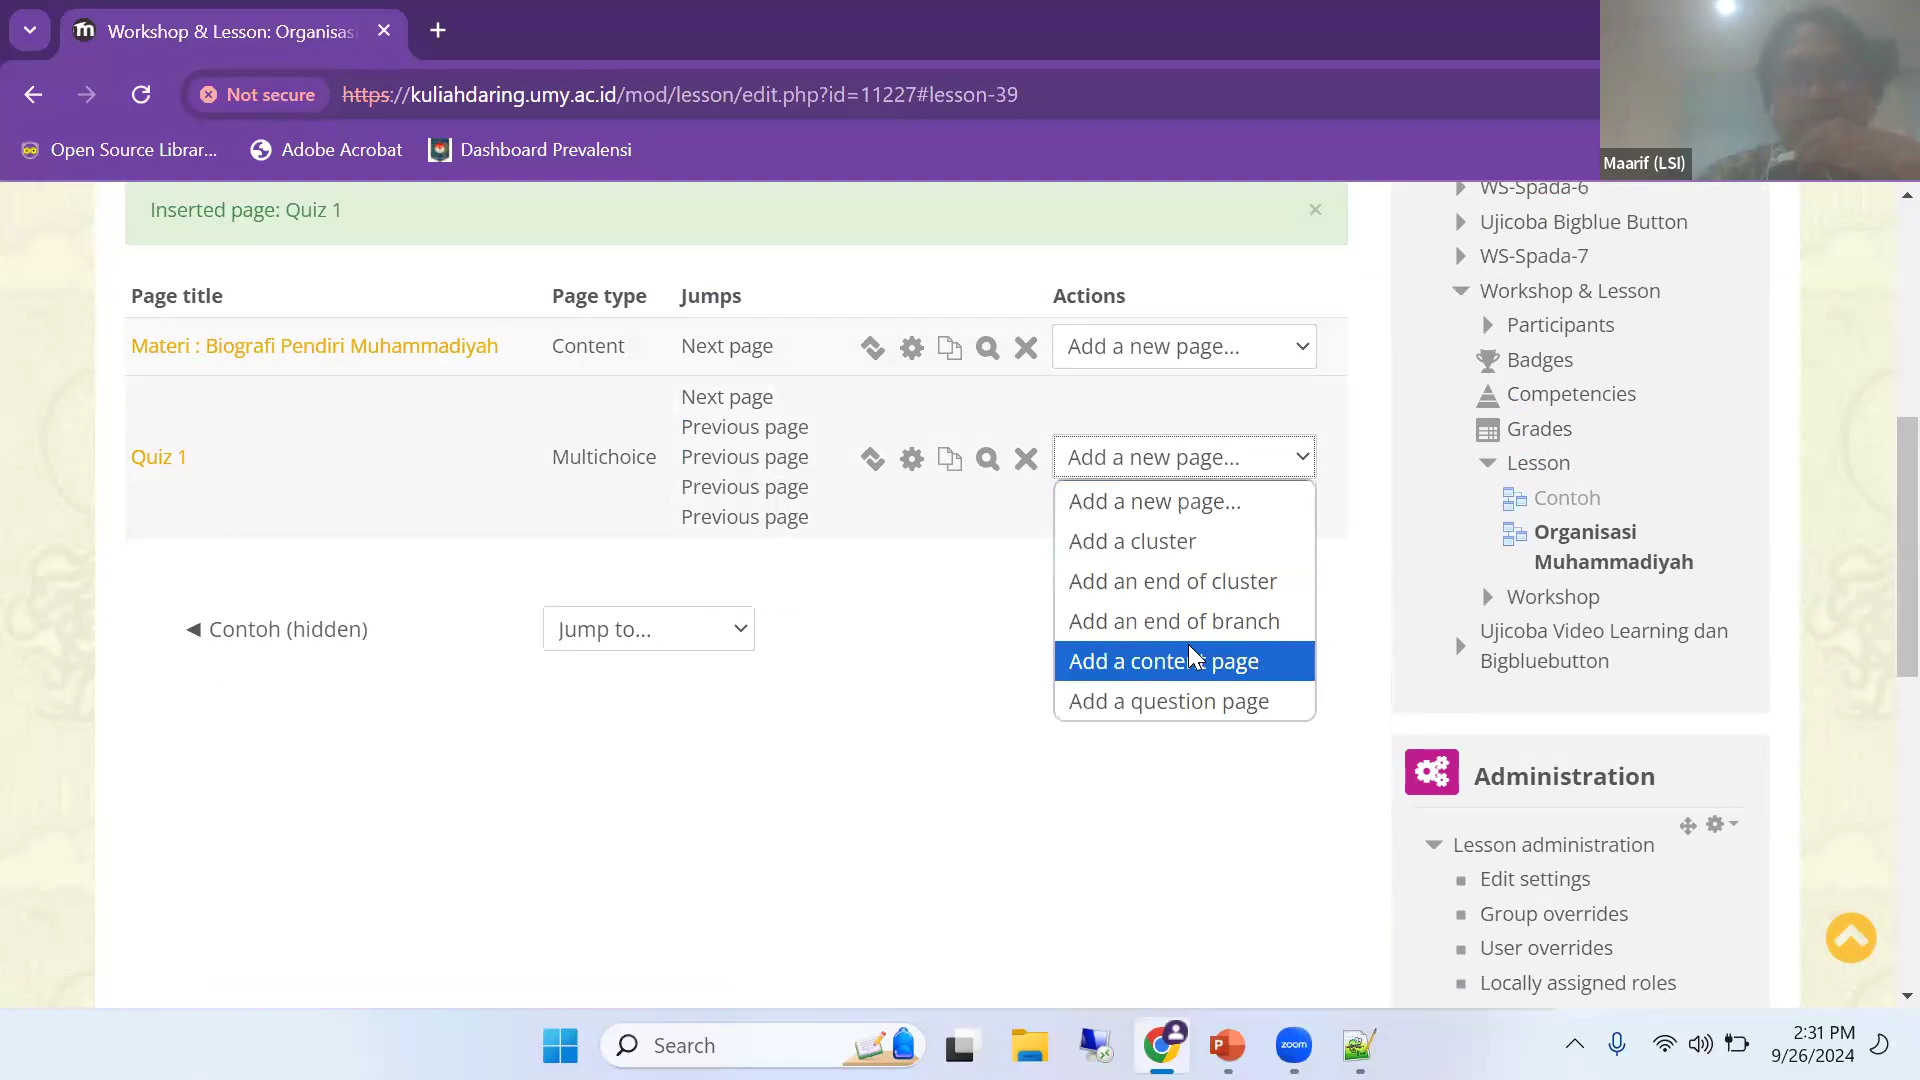 Workshop & Lesson: Organisasi
Not secure
https://kuliahdaring.umy.ac.id/mod/lesson/edit.php?id=11227#lesson-39
Open Source Librar...
Adobe Acrobat
Dashboard Prevalensi
Maarif (LSI)
Inserted page: Quiz 1
Page title
Page type
Jumps
Actions
Materi : Biografi Pendiri Muhammadiyah
Content
Next page
Add a new page...
Quiz 1
Multichoice
Next page
Previous page
Previous page
Previous page
Previous page
Add a new page...
Add a new page...
Add a cluster
Add an end of cluster
Add an end of branch
Add a content page
Add a question page
◄ Contoh (hidden)
Jump to...
WS-Spada-6
Ujicoba Bigblue Button
WS-Spada-7
Workshop & Lesson
Participants
Badges
Competencies
Grades
Lesson
Contoh
Organisasi
Muhammadiyah
Workshop
Ujicoba Video Learning dan
Bigbluebutton
Administration
Lesson administration
Edit settings
Group overrides
User overrides
Locally assigned roles
Search
zoom
2:31 PM
9/26/2024